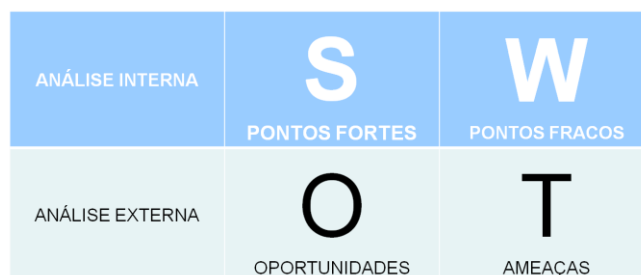 ANÁLISE INTERNA
S
PONTOS FORTES
W
PONTOS FRACOS
ANÁLISE EXTERNA
O
OPORTUNIDADES
T
AMEAÇAS